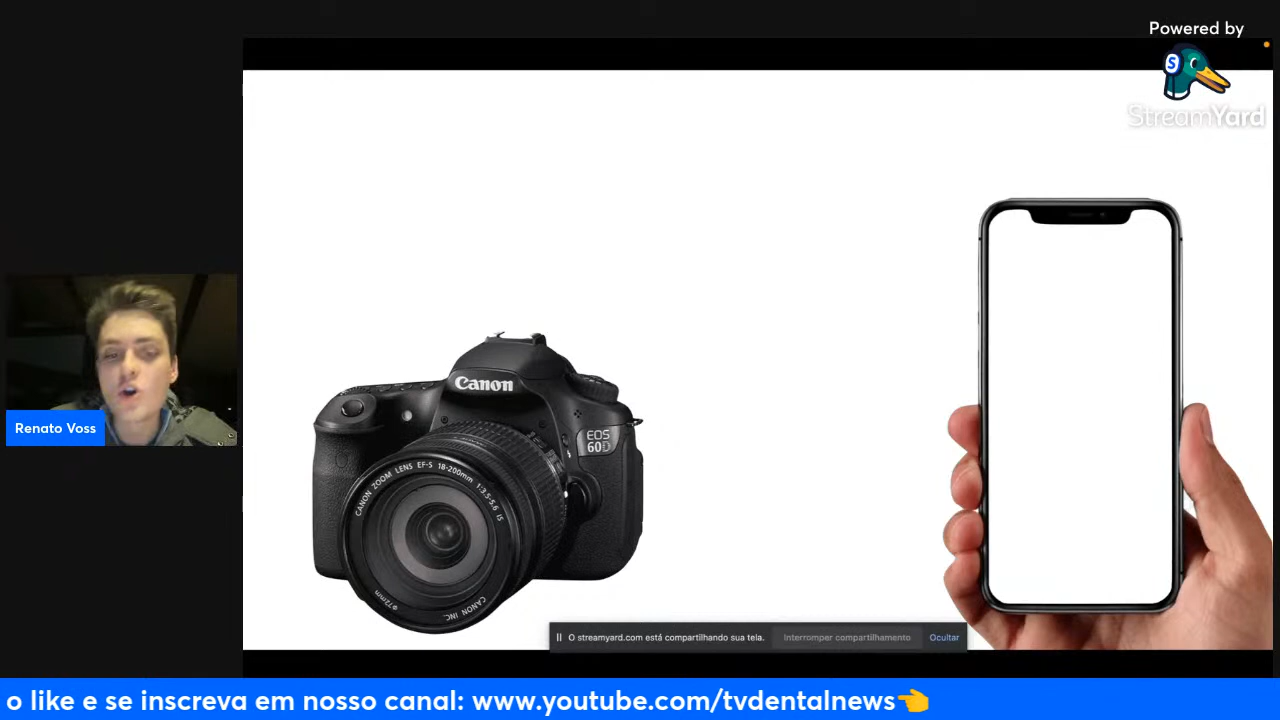 Powered by
S
StreamYard
Canon
EOS
60D
CANON ZOOM LENS EF-S 18-200mm 1:3.5-5.6 IS
ø72mm
CANON INC.
Renato Voss
O streamyard.com está compartilhando sua tela.
Interromper compartilhamento
Ocultar
o like e se inscreva em nosso canal: www.youtube.com/tvdentalnews👈